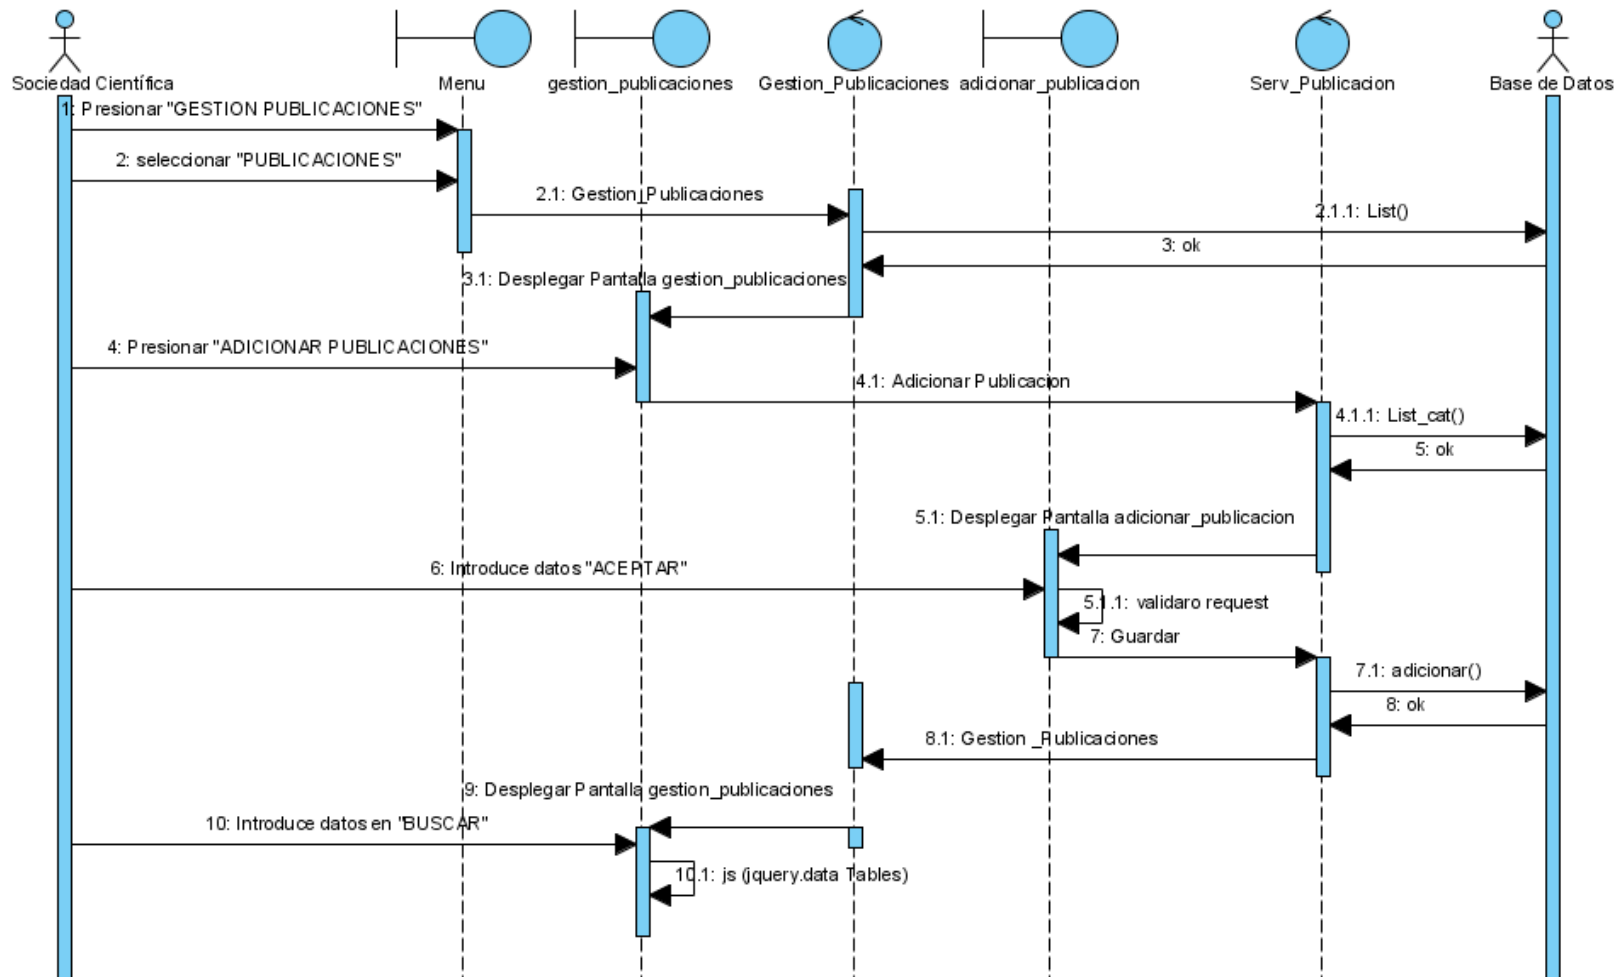 Sociedad Científica
Menu
gestion_publicaciones
Gestion_Publicaciones
adicionar_publicacion
Serv_Publicacion
Base de Datos
1: Presionar "GESTION PUBLICACIONES"
2: seleccionar "PUBLICACIONES"
2.1: Gestion_Publicaciones
2.1.1: List()
3: ok
3.1: Desplegar Pantalla gestion_publicaciones
4: Presionar "ADICIONAR PUBLICACIONES"
4.1: Adicionar Publicacion
4.1.1: List_cat()
5: ok
5.1: Desplegar Pantalla adicionar_publicacion
6: Introduce datos "ACEPTAR"
5.1.1: validaro request
7: Guardar
7.1: adicionar()
8: ok
8.1: Gestion _Publicaciones
9: Desplegar Pantalla gestion_publicaciones
10: Introduce datos en "BUSCAR"
10.1: js (jquery.data Tables)